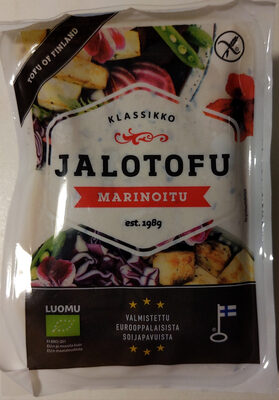 TOFU OF FINLAND
KLASSIKKO
JALOTOFU
MARINOITU
est. 1989
LUOMU
VALMISTETTU
EUROOPPALAISISTA
SOIJAPAVUISTA